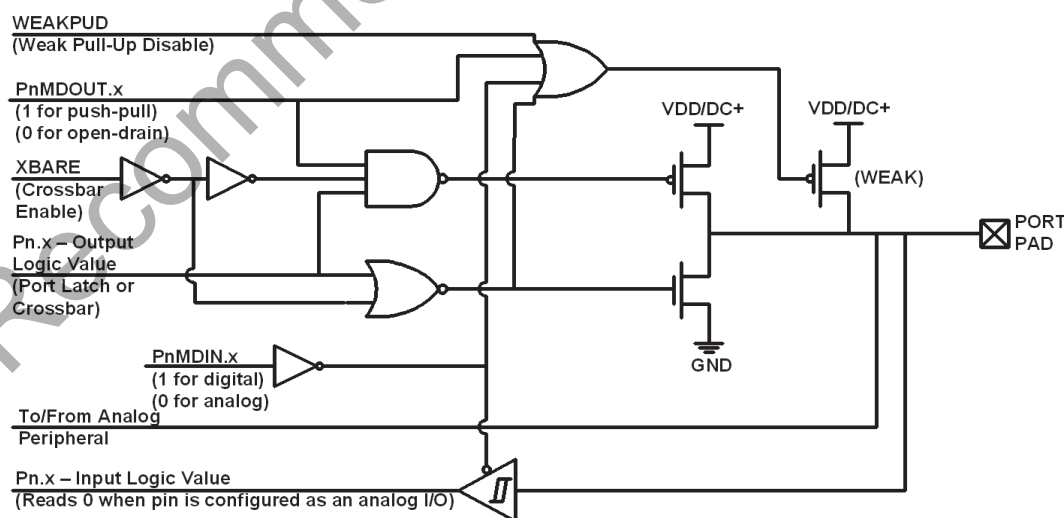 WEAKPUD
(Weak Pull-Up Disable)
PnMDOUT.x
(1 for push-pull)
(0 for open-drain)
XBARE
(Crossbar
Enable)
Pn.x – Output
Logic Value
(Port Latch or
Crossbar)
PnMDIN.x
(1 for digital)
(0 for analog)
To/From Analog
Peripheral
Pn.x – Input Logic Value
(Reads 0 when pin is configured as an analog I/O)
VDD/DC+
VDD/DC+
(WEAK)
PORT
PAD
GND
Recomm